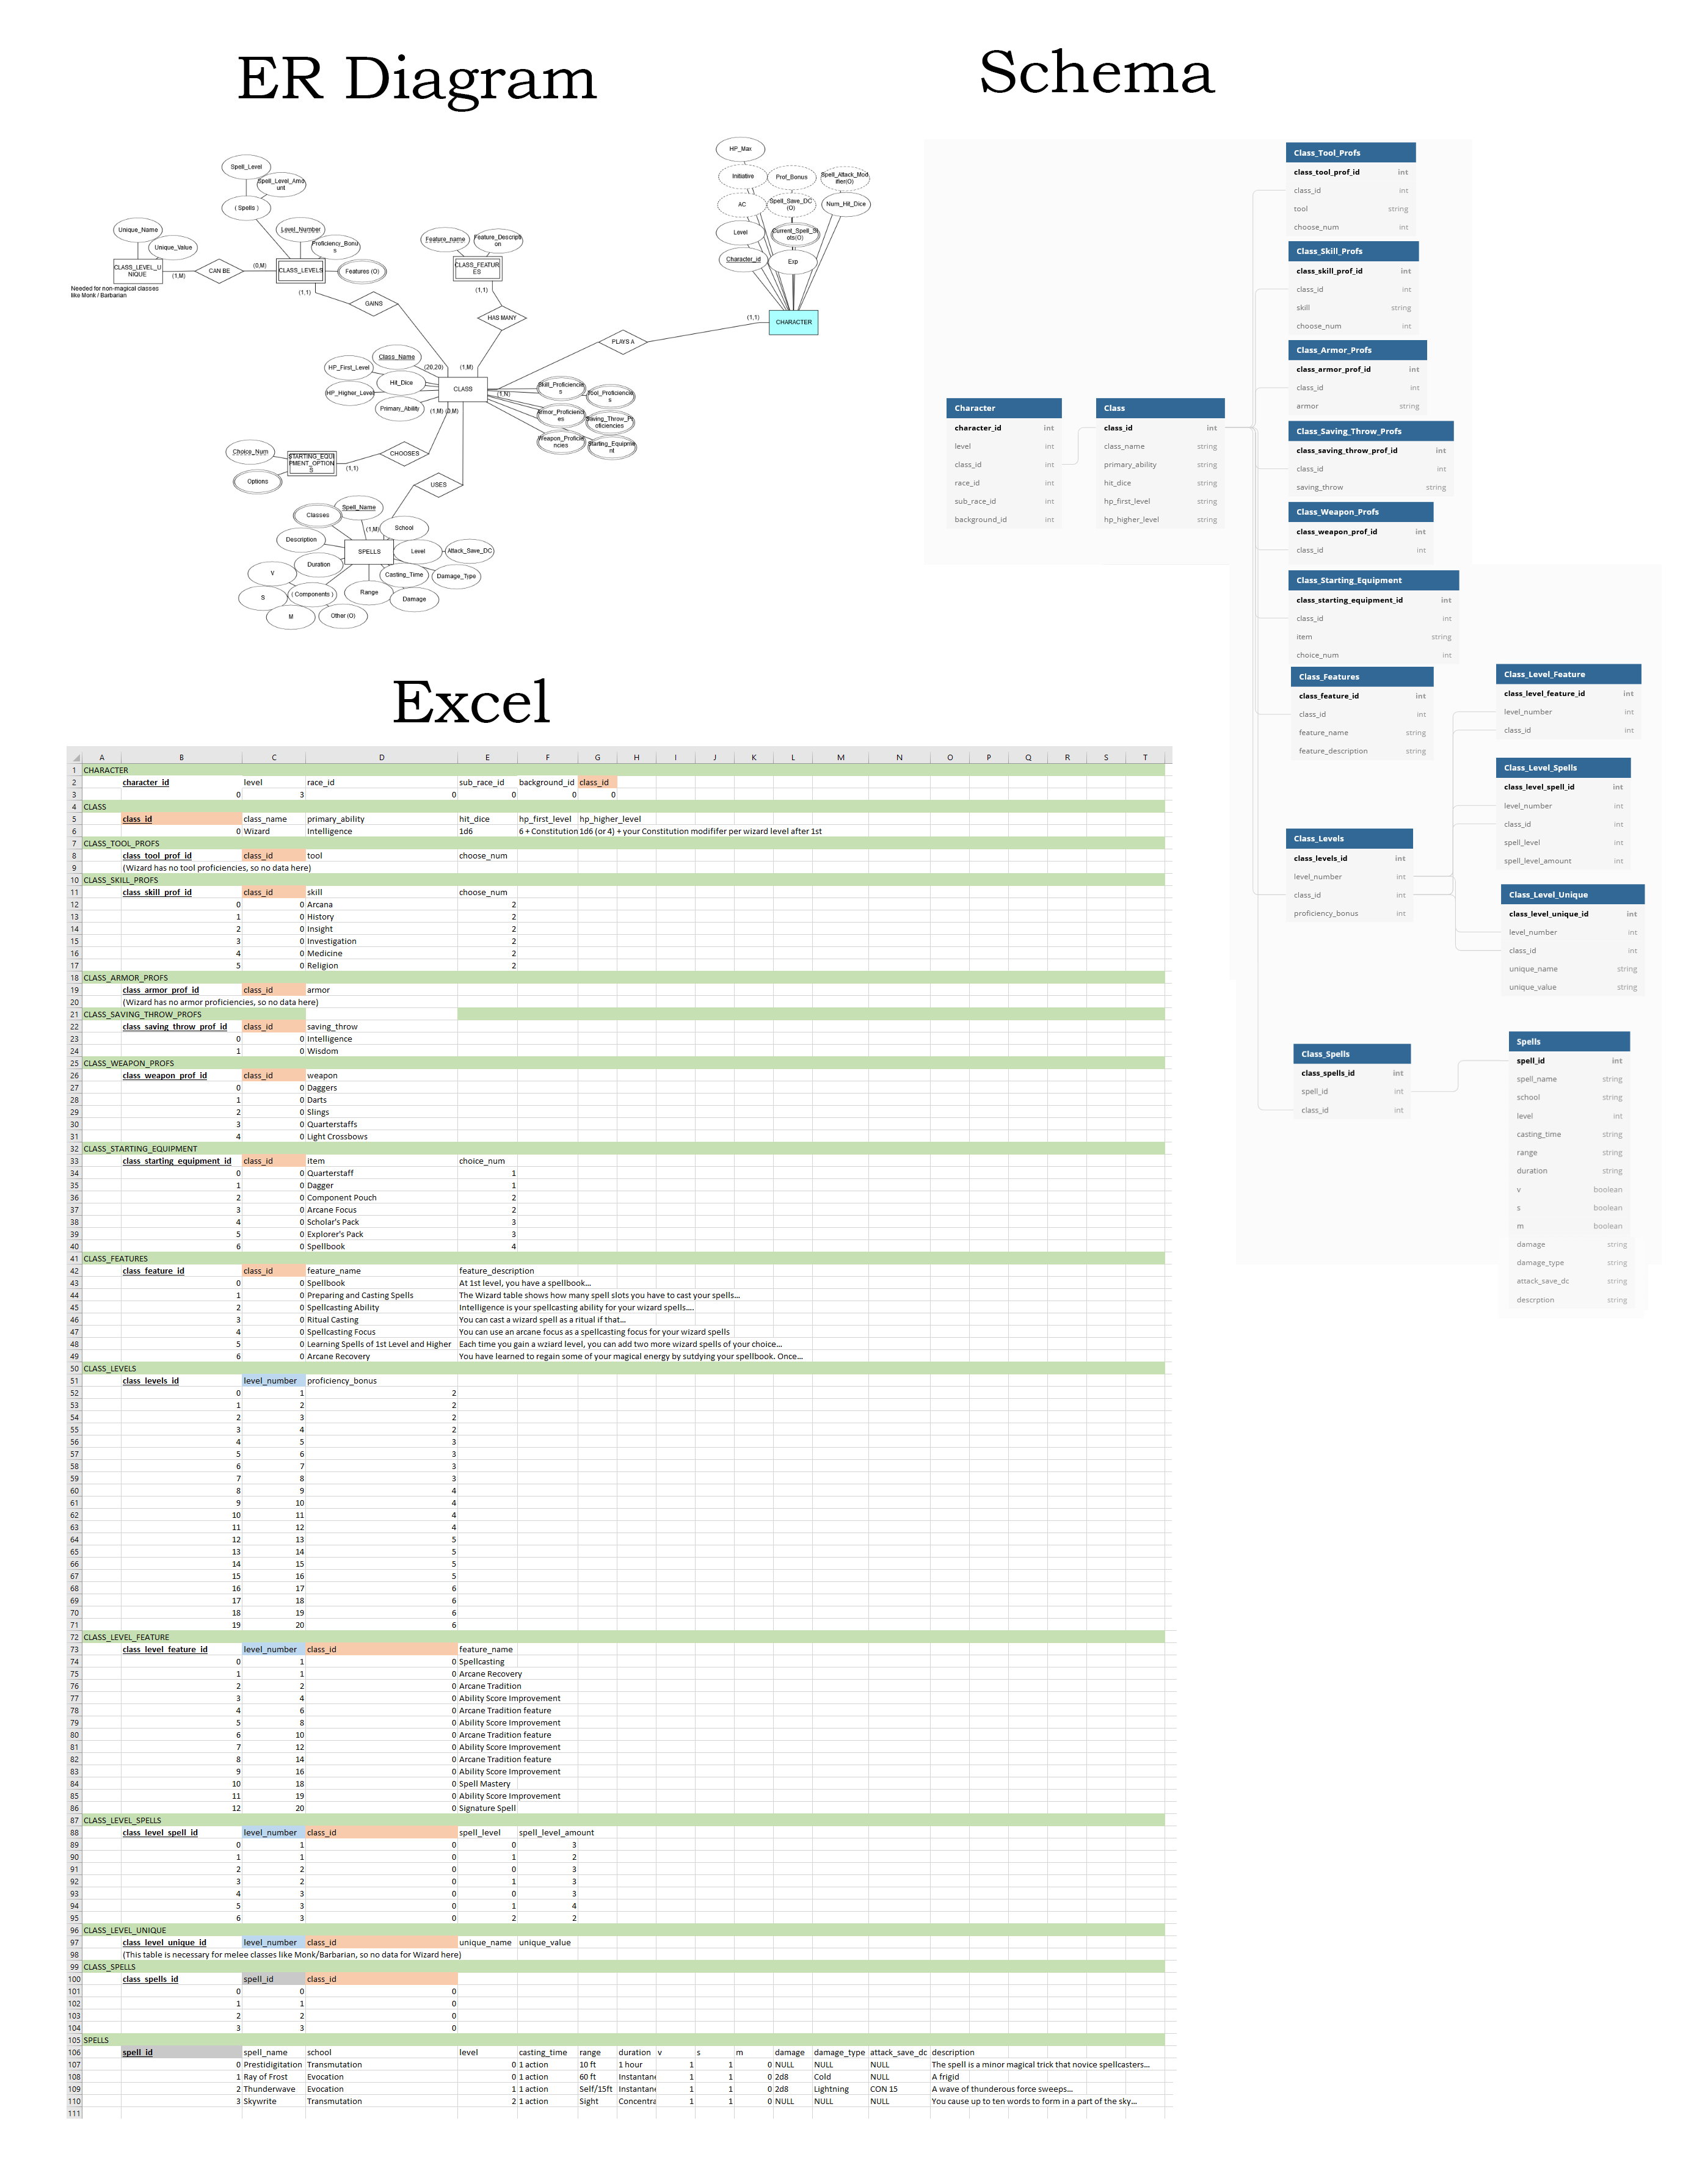 ER Diagram
Schema
HP_Max
Initiative
Prof_Bonus
Spell_Attack_Mod
ifier(O)
AC
Spell_Save_DC
(O)
Num_Hit_Dice
Level
Current_Spell_Sl
ots(O)
Character_id
Exp
CHARACTER
(1,1)
PLAYS A
Spell_Level
Spell_Level_Amo
unt
( Spells )
Unique_Name
Unique_Value
Level_Number
Proficiency_Bonu
s
CLASS_LEVEL_U
NIQUE
(1,M)
CAN BE
(0,M)
CLASS_LEVELS
Features (O)
Needed for non-magical classes
like Monk / Barbarian
(1,1)
GAINS
Feature_name
Feature_Descripti
on
CLASS_FEATUR
ES
(1,1)
HAS MANY
Class_Name
HP_First_Level
(20,20)
(1,M)
Hit_Dice
HP_Higher_Level
CLASS
(1,N)
Primary_Ability
(1,M)
(0,M)
Skill_Proficiencie
s
Tool_Proficiencie
s
Armor_Proficienc
ies
Saving_Throw_Pr
oficiencies
Weapon_Proficie
ncies
Starting_Equipme
nt
Choice_Num
STARTING_EQUI
PMENT_OPTION
S
(1,1)
CHOOSES
Options
USES
Classes
Spell_Name
(1,M)
School
Description
SPELLS
Level
Attack_Save_DC
Duration
V
Casting_Time
Damage_Type
( Components )
Range
Damage
S
M
Other (O)
Character
character_id int
level int
class_id int
race_id int
sub_race_id int
background_id int
Class
class_id int
class_name string
primary_ability string
hit_dice string
hp_first_level string
hp_higher_level string
Class_Tool_Profs
class_tool_prof_id int
class_id int
tool string
choose_num int
Class_Skill_Profs
class_skill_prof_id int
class_id int
skill string
choose_num int
Class_Armor_Profs
class_armor_prof_id int
class_id int
armor string
Class_Saving_Throw_Profs
class_saving_throw_prof_id int
class_id int
saving_throw string
Class_Weapon_Profs
class_weapon_prof_id int
class_id int
Class_Starting_Equipment
class_starting_equipment_id int
class_id int
item string
choice_num int
Class_Features
class_feature_id int
class_id int
feature_name string
feature_description string
Class_Level_Feature
class_level_feature_id int
level_number int
class_id int
Class_Level_Spells
class_level_spell_id int
level_number int
class_id int
spell_level int
spell_level_amount int
Class_Levels
class_levels_id int
level_number int
class_id int
proficiency_bonus int
Class_Level_Unique
class_level_unique_id int
level_number int
class_id int
unique_name string
unique_value string
Class_Spells
class_spells_id int
spell_id int
class_id int
Spells
spell_id int
spell_name string
school string
level int
casting_time string
range string
duration string
v boolean
s boolean
m boolean
damage string
damage_type string
attack_save_dc string
descrption string
Excel
A B C D E F G H I J K L M N O P Q R S T
1 CHARACTER
2 character_id level race_id sub_race_id background_id class_id
3 0 3 0 0 0 0
4 CLASS
5 class_id class_name primary_ability hit_dice hp_first_level hp_higher_level
6 0 Wizard Intelligence 1d6 6 + Constitution 1d6 (or 4) + your Constitution modififer per wizard level after 1st
7 CLASS_TOOL_PROFS
8 class_tool_prof_id class_id tool choose_num
9 (Wizard has no tool proficiencies, so no data here)
10 CLASS_SKILL_PROFS
11 class_skill_prof_id class_id skill choose_num
12 0 0 Arcana 2
13 1 0 History 2
14 2 0 Insight 2
15 3 0 Investigation 2
16 4 0 Medicine 2
17 5 0 Religion 2
18 CLASS_ARMOR_PROFS
19 class_armor_prof_id class_id armor
20 (Wizard has no armor proficiencies, so no data here)
21 CLASS_SAVING_THROW_PROFS
22 class_saving_throw_prof_id class_id saving_throw
23 0 0 Intelligence
24 1 0 Wisdom
25 CLASS_WEAPON_PROFS
26 class_weapon_prof_id class_id weapon
27 0 0 Daggers
28 1 0 Darts
29 2 0 Slings
30 3 0 Quarterstaffs
31 4 0 Light Crossbows
32 CLASS_STARTING_EQUIPMENT
33 class_starting_equipment_id class_id item choice_num
34 0 0 Quarterstaff 1
35 1 0 Dagger 1
36 2 0 Component Pouch 2
37 3 0 Arcane Focus 2
38 4 0 Scholar's Pack 3
39 5 0 Explorer's Pack 3
40 6 0 Spellbook 4
41 CLASS_FEATURES
42 class_feature_id class_id feature_name feature_description
43 0 0 Spellbook At 1st level, you have a spellbook...
44 1 0 Preparing and Casting Spells The Wizard table shows how many spell slots you have to cast your spells...
45 2 0 Spellcasting Ability Intelligence is your spellcasting ability for your wizard spells....
46 3 0 Ritual Casting You can cast a wizard spell as a ritual if that...
47 4 0 Spellcasting Focus You can use an arcane focus as a spellcasting focus for your wizard spells
48 5 0 Learning Spells of 1st Level and Higher Each time you gain a wziard level, you can add two more wizard spells of your choice...
49 6 0 Arcane Recovery You have learned to regain some of your magical energy by sutdying your spellbook. Once...
50 CLASS_LEVELS
51 class_levels_id level_number proficiency_bonus
52 0 1 2
53 1 2 2
54 2 3 2
55 3 4 2
56 4 5 3
57 5 6 3
58 6 7 3
59 7 8 3
60 8 9 4
61 9 10 4
62 10 11 4
63 11 12 4
64 12 13 5
65 13 14 5
66 14 15 5
67 15 16 5
68 16 17 6
69 17 18 6
70 18 19 6
71 19 20 6
72 CLASS_LEVEL_FEATURE
73 class_level_feature_id level_number class_id feature_name
74 0 1 0 Spellcasting
75 1 1 0 Arcane Recovery
76 2 2 0 Arcane Tradition
77 3 4 0 Ability Score Improvement
78 4 6 0 Arcane Tradition feature
79 5 8 0 Ability Score Improvement
80 6 10 0 Arcane Tradition feature
81 7 12 0 Ability Score Improvement
82 8 14 0 Arcane Tradition feature
83 9 16 0 Ability Score Improvement
84 10 18 0 Spell Mastery
85 11 19 0 Ability Score Improvement
86 12 20 0 Signature Spell
87 CLASS_LEVEL_SPELLS
88 class_level_spell_id level_number class_id spell_level spell_level_amount
89 0 1 0 0 3
90 1 1 0 1 2
91 2 2 0 0 3
92 3 2 0 1 3
93 4 3 0 0 3
94 5 3 0 1 4
95 6 3 0 2 2
96 CLASS_LEVEL_UNIQUE
97 class_level_unique_id level_number class_id unique_name unique_value
98 (This table is necessary for melee classes like Monk/Barbarian, so no data for Wizard here)
99 CLASS_SPELLS
100 class_spells_id spell_id class_id
101 0 0 0
102 1 1 0
103 2 2 0
104 3 3 0
105 SPELLS
106 spell_id spell_name school level casting_time range duration v s m damage damage_type attack_save_dc description
107 0 Prestidigitation Transmutation 0 1 action 10 ft 1 hour 1 1 0 NULL NULL NULL The spell is a minor magical trick that novice spellcasters...
108 1 Ray of Frost Evocation 0 1 action 60 ft Instantane 1 1 0 2d8 Cold NULL A frigid
109 2 Thunderwave Evocation 1 1 action Self/15ft Instantane 1 1 0 2d8 Lightning CON 15 A wave of thunderous force sweeps...
110 3 Skywrite Transmutation 2 1 action Sight Concentra 1 1 0 NULL NULL NULL You cause up to ten words to form in a part of the sky...
111